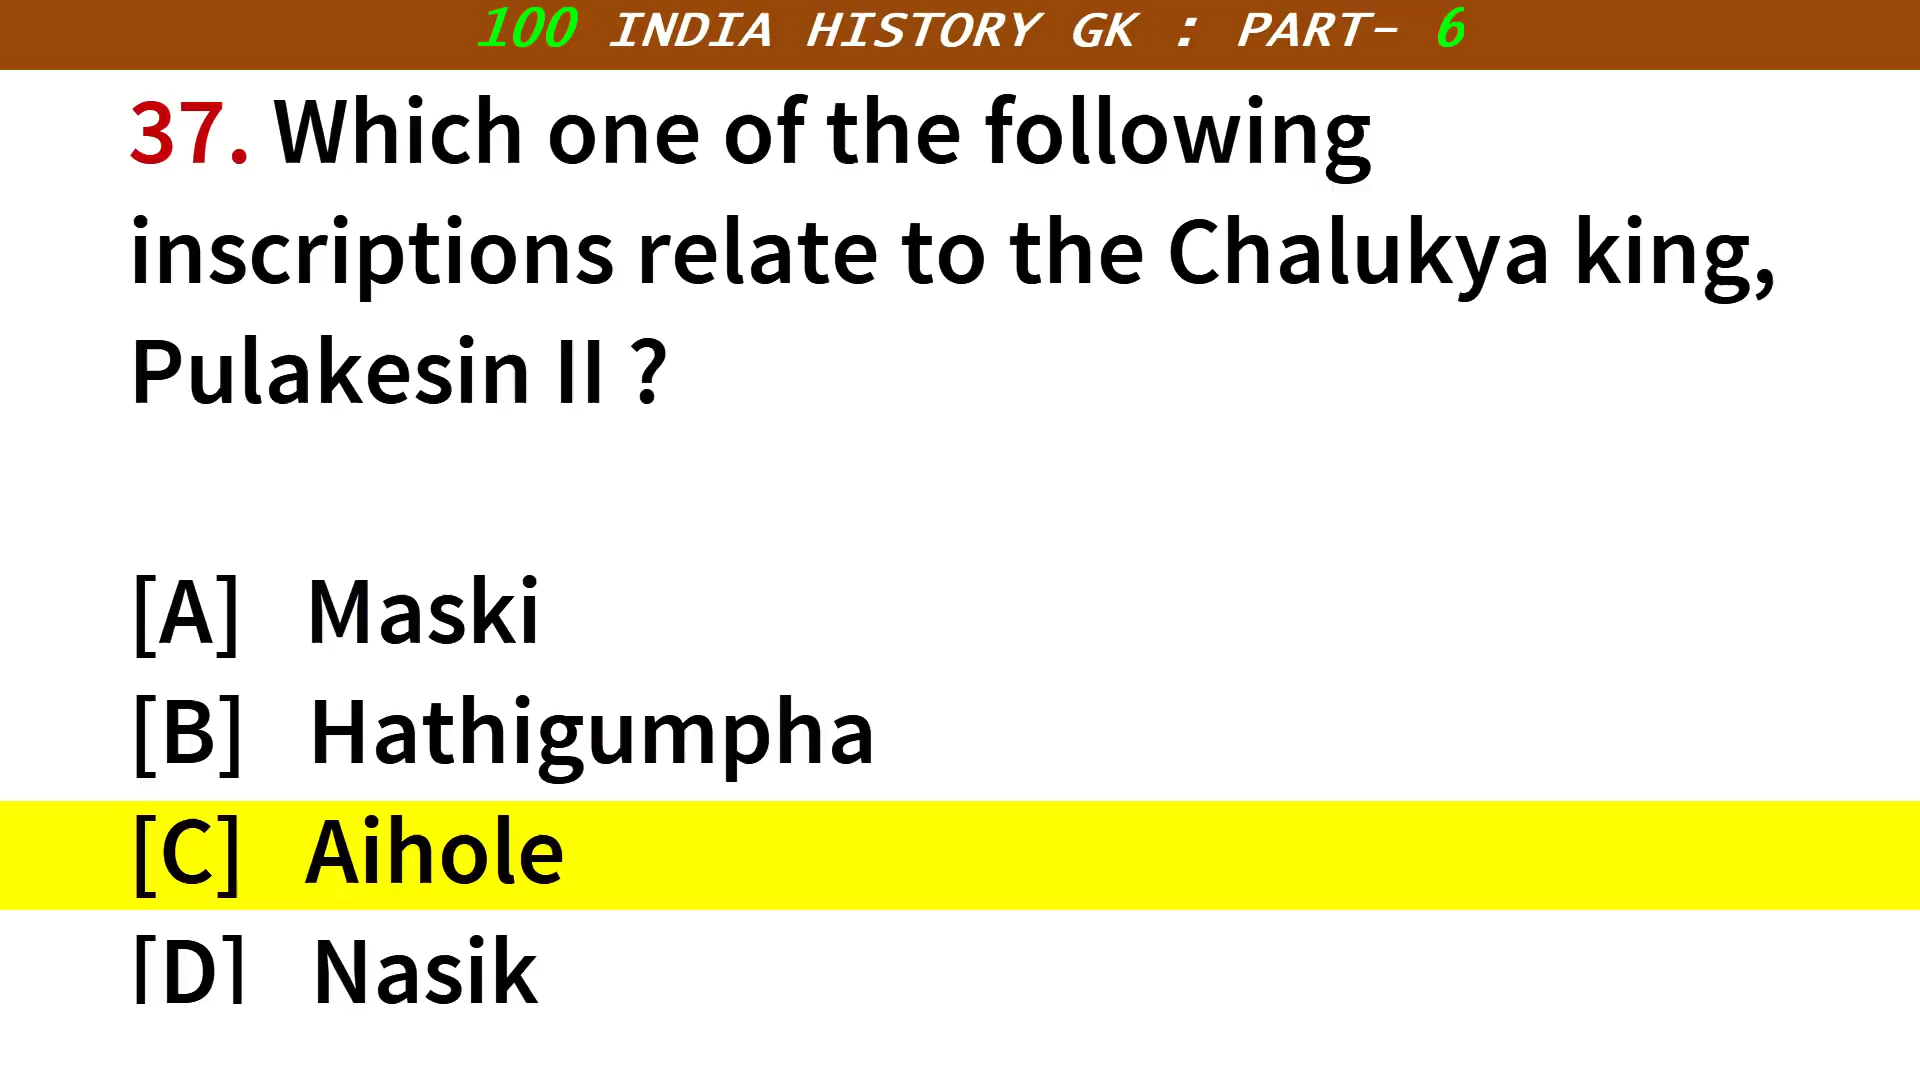 100 INDIA HISTORY GK : PART- 6
37. Which one of the following
inscriptions relate to the Chalukya king,
Pulakesin II ?
[A] Maski
[B] Hathigumpha
[C] Aihole
[D] Nasik